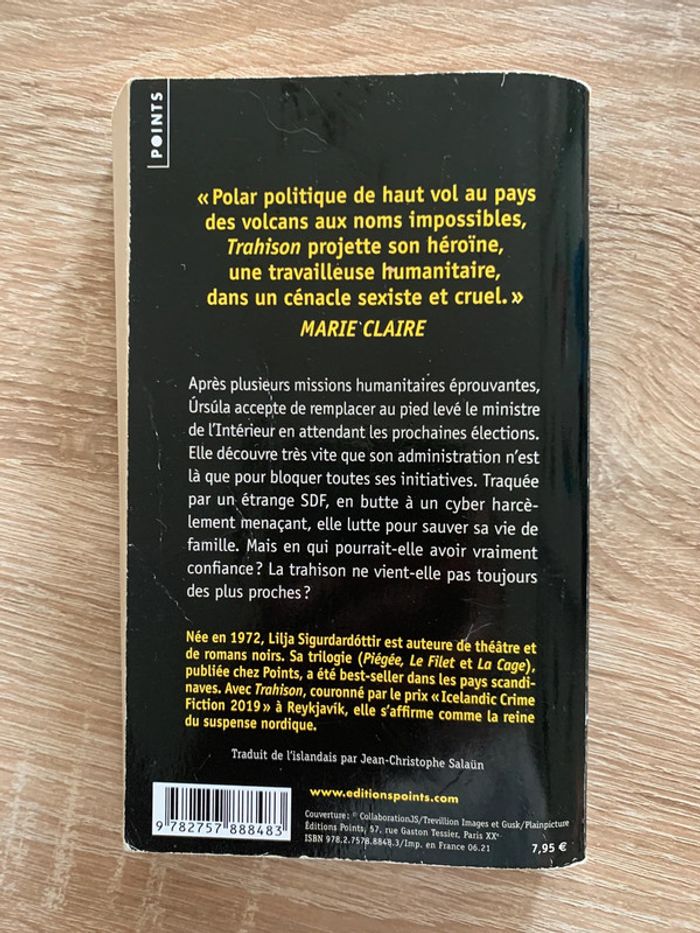 POINTS
« Polar politique de haut vol au pays
des volcans aux noms impossibles,
Trahison projette son héroïne,
une travailleuse humanitaire,
dans un cénacle sexiste et cruel. »
MARIE CLAIRE
Après plusieurs missions humanitaires éprouvantes,
Úrsúla accepte de remplacer au pied levé le ministre
de l'Intérieur en attendant les prochaines élections.
Elle découvre très vite que son administration n'est
là que pour bloquer toutes ses initiatives. Traquée
par un étrange SDF, en butte à un cyber harcè-
lement menaçant, elle lutte pour sauver sa vie de
famille. Mais en qui pourrait-elle avoir vraiment
confiance ? La trahison ne vient-elle pas toujours
des plus proches ?
Née en 1972, Lilja Sigurdardóttir est auteure de théâtre et
de romans noirs. Sa trilogie (Piégée, Le Filet et La Cage),
publiée chez Points, a été best-seller dans les pays scandi-
naves. Avec Trahison, couronné par le prix « Icelandic Crime
Fiction 2019 » à Reykjavík, elle s'affirme comme la reine
du suspense nordique.
Traduit de l'islandais par Jean-Christophe Salaün
www.editionspoints.com
Couverture : © CollaborationJS/Trevillion Images et Gusk/Plainpicture
Éditions Points, 57, rue Gaston Tessier, Paris XXe
ISBN 978.2.7578.8848.3/Imp. en France 06.21
7,95 €
9 782757 888483